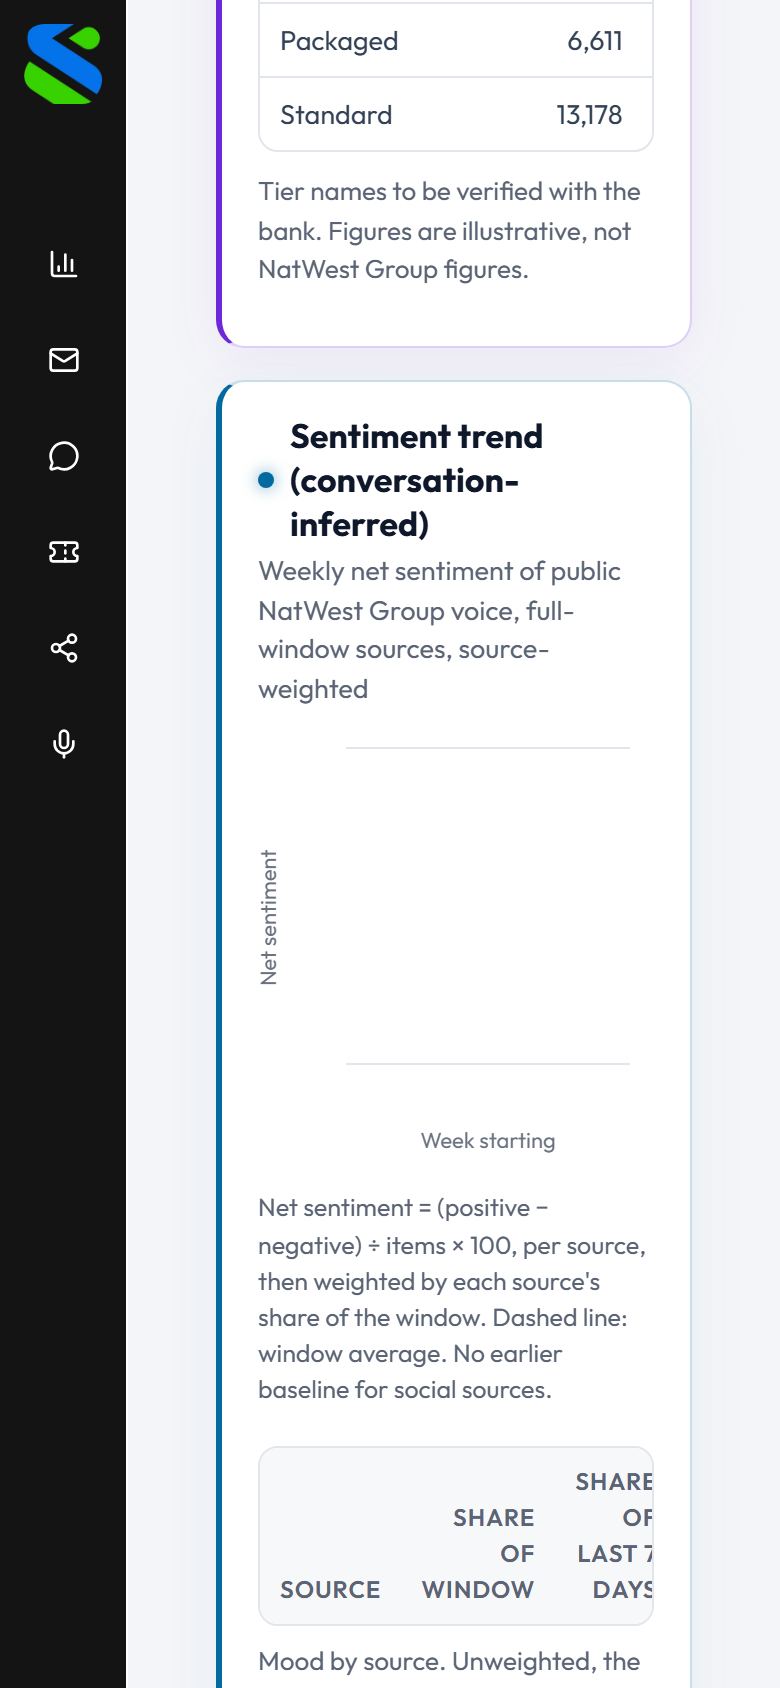 Packaged 6,611
Standard 13,178
Tier names to be verified with the
bank. Figures are illustrative, not
NatWest Group figures.
Sentiment trend
(conversation-
inferred)
Weekly net sentiment of public
NatWest Group voice, full-
window sources, source-
weighted
Net sentiment
Week starting
Net sentiment = (positive −
negative) ÷ items × 100, per source,
then weighted by each source's
share of the window. Dashed line:
window average. No earlier
baseline for social sources.
SOURCE
SHARE
OF
WINDOW
SHARE
OF
LAST 7
DAYS
Mood by source. Unweighted, the